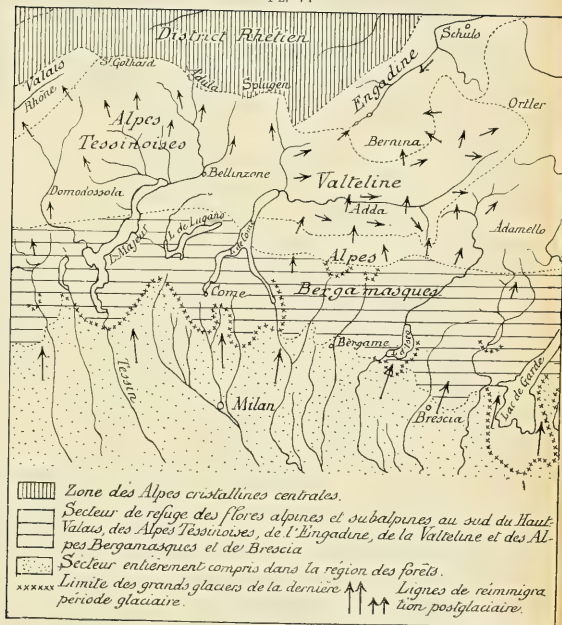 District Rhétien
Schuls
Valais
Rhône
St Gothard
Adula
Splügen
Engadine
Ortler
Alpes
Tessinoises
Bernina
Bellinzone
Valteline
Domodossola
Adda
Adamello
L. Majeur
L. de Lugano
L. de Come
Alpes
Bergamasques
Come
Bergame
L. d'Iseo
Tessin
Milan
Brescia
Lac de Garde
Zone des Alpes cristallines centrales.
Secteur de refuge des flores alpines et subalpines au sud du Haut-
Valais, des Alpes Tessinoises, de l'Engadine, de la Valteline et des Al-
pes Bergamasques et de Brescia
Secteur entièrement compris dans la région des forêts.
Limite des grands glaciers de la dernière
période glaciaire.
Lignes de réimmigra
tion postglaciaire.